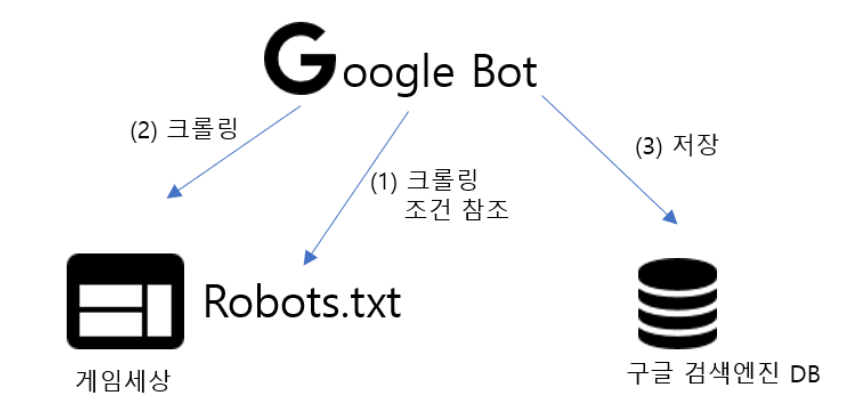 Google Bot
(2) 크롤링
(3) 저장
(1) 크롤링
조건 참조
Robots.txt
게임세상
구글 검색엔진 DB